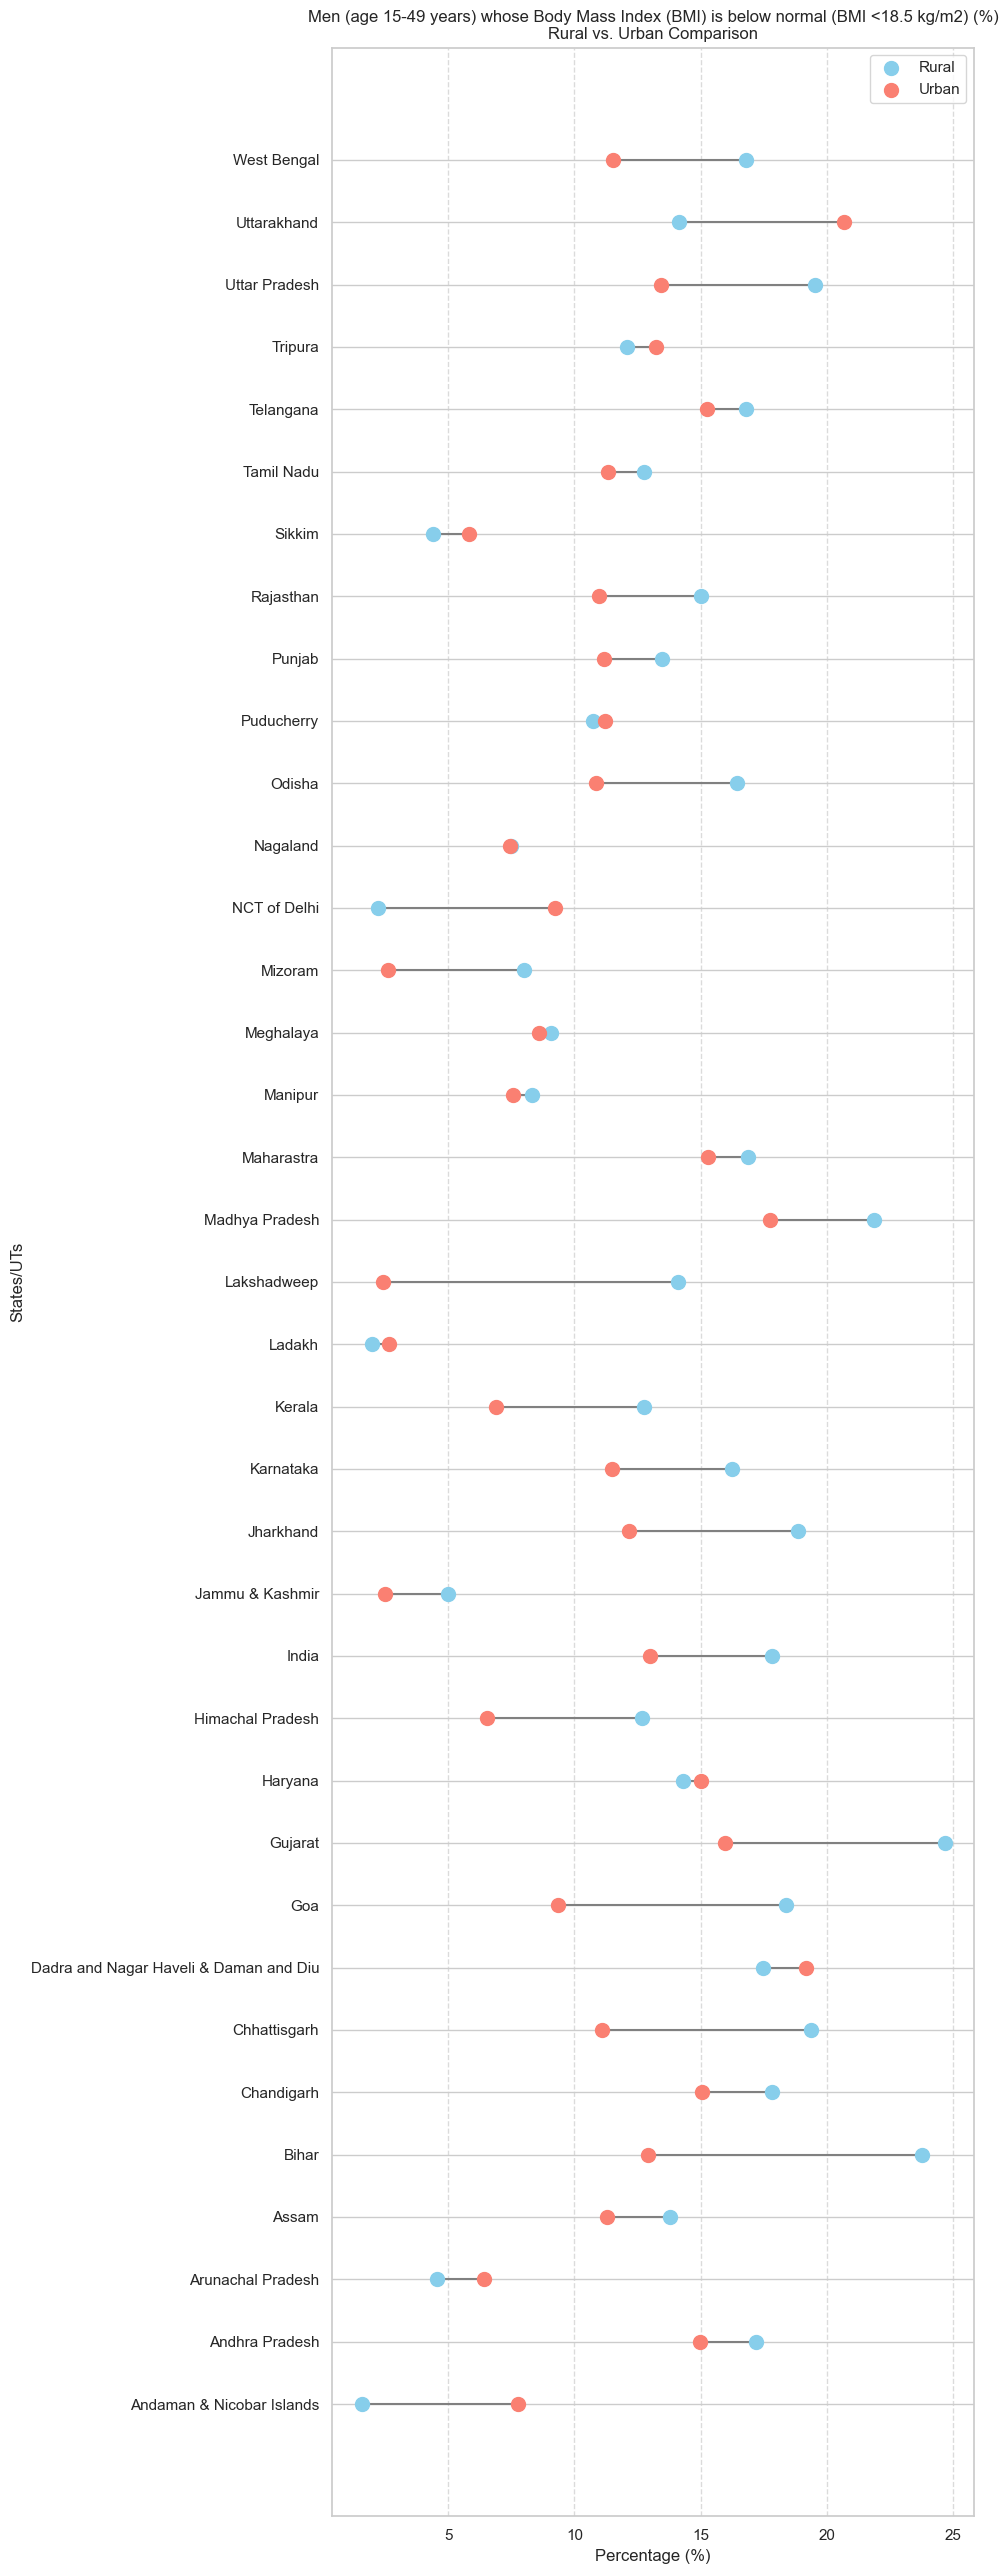 Men (age 15-49 years) whose Body Mass Index (BMI) is below normal (BMI <18.5 kg/m2) (%)
Rural vs. Urban Comparison
Rural
Urban
West Bengal
Uttarakhand
Uttar Pradesh
Tripura
Telangana
Tamil Nadu
Sikkim
Rajasthan
Punjab
Puducherry
Odisha
Nagaland
NCT of Delhi
Mizoram
Meghalaya
Manipur
Maharastra
Madhya Pradesh
Lakshadweep
Ladakh
Kerala
Karnataka
Jharkhand
Jammu & Kashmir
India
Himachal Pradesh
Haryana
Gujarat
Goa
Dadra and Nagar Haveli & Daman and Diu
Chhattisgarh
Chandigarh
Bihar
Assam
Arunachal Pradesh
Andhra Pradesh
Andaman & Nicobar Islands
States/UTs
5 10 15 20 25
Percentage (%)